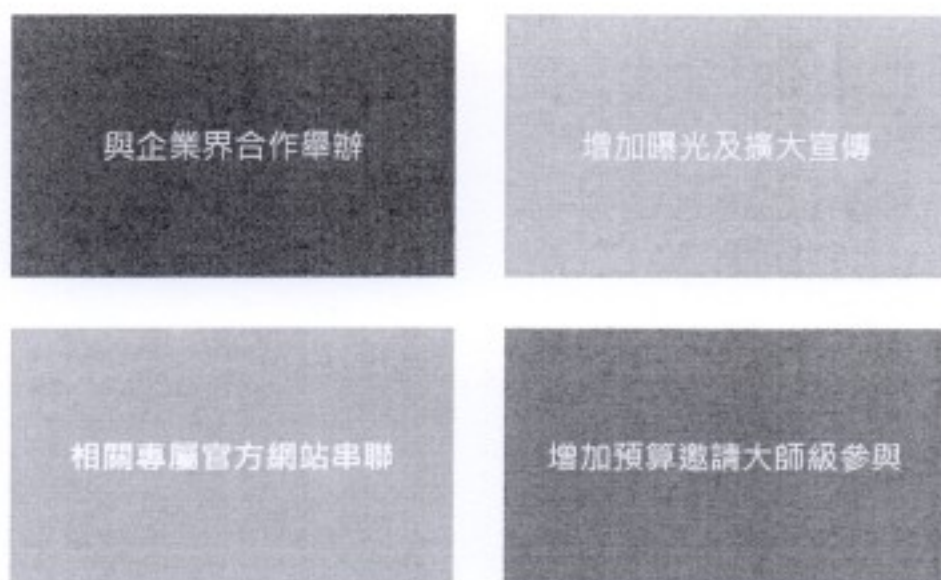 與企業界合作舉辦
增加曝光及擴大宣傳
相關專屬官方網站串聯
增加預算邀請大師級參與